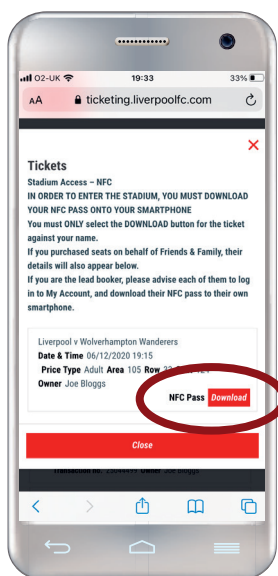 O2-UK 19:33 33%
AA ticketing.liverpoolfc.com
Tickets
Stadium Access – NFC
IN ORDER TO ENTER THE STADIUM, YOU MUST DOWNLOAD
YOUR NFC PASS ONTO YOUR SMARTPHONE
You must ONLY select the DOWNLOAD button for the ticket
against your name.
If you purchased seats on behalf of Friends & Family, their
details will also appear below.
If you are the lead booker, please advise each of them to log
in to My Account, and download their NFC pass to their own
smartphone.
Liverpool v Wolverhampton Wanderers
Date & Time 06/12/2020 19:15
Price Type Adult Area 105 Row
Owner Joe Bloggs
NFC Pass Download
Close
Transaction no. Owner Joe Bloggs